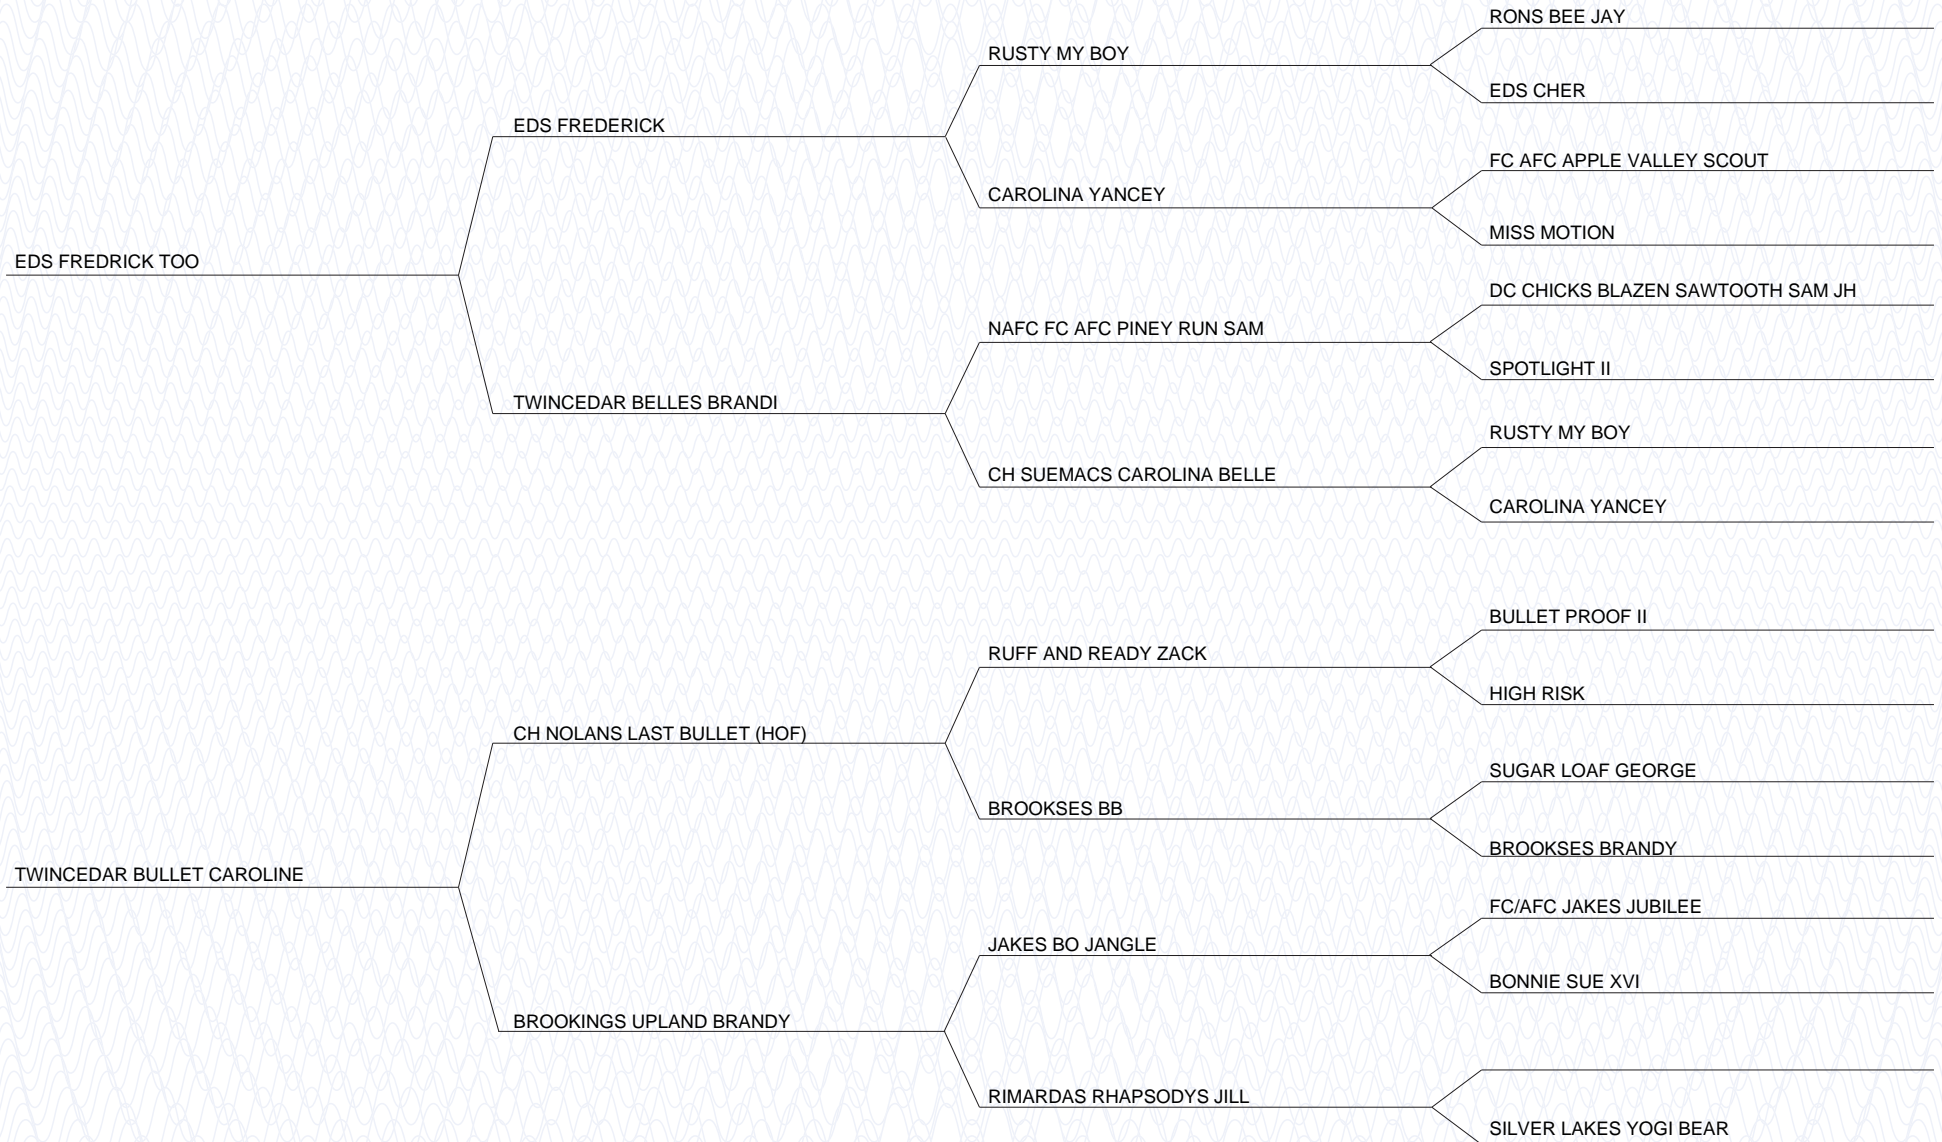 RONS BEE JAY
RUSTY MY BOY
EDS CHER
EDS FREDERICK
FC AFC APPLE VALLEY SCOUT
CAROLINA YANCEY
MISS MOTION
EDS FREDRICK TOO
DC CHICKS BLAZEN SAWTOOTH SAM JH
NAFC FC AFC PINEY RUN SAM
SPOTLIGHT II
TWINCEDAR BELLES BRANDI
RUSTY MY BOY
CH SUEMACS CAROLINA BELLE
CAROLINA YANCEY
BULLET PROOF II
RUFF AND READY ZACK
HIGH RISK
CH NOLANS LAST BULLET (HOF)
SUGAR LOAF GEORGE
BROOKSES BB
BROOKSES BRANDY
TWINCEDAR BULLET CAROLINE
FC/AFC JAKES JUBILEE
JAKES BO JANGLE
BONNIE SUE XVI
BROOKINGS UPLAND BRANDY
RIMARDAS RHAPSODYS JILL
SILVER LAKES YOGI BEAR